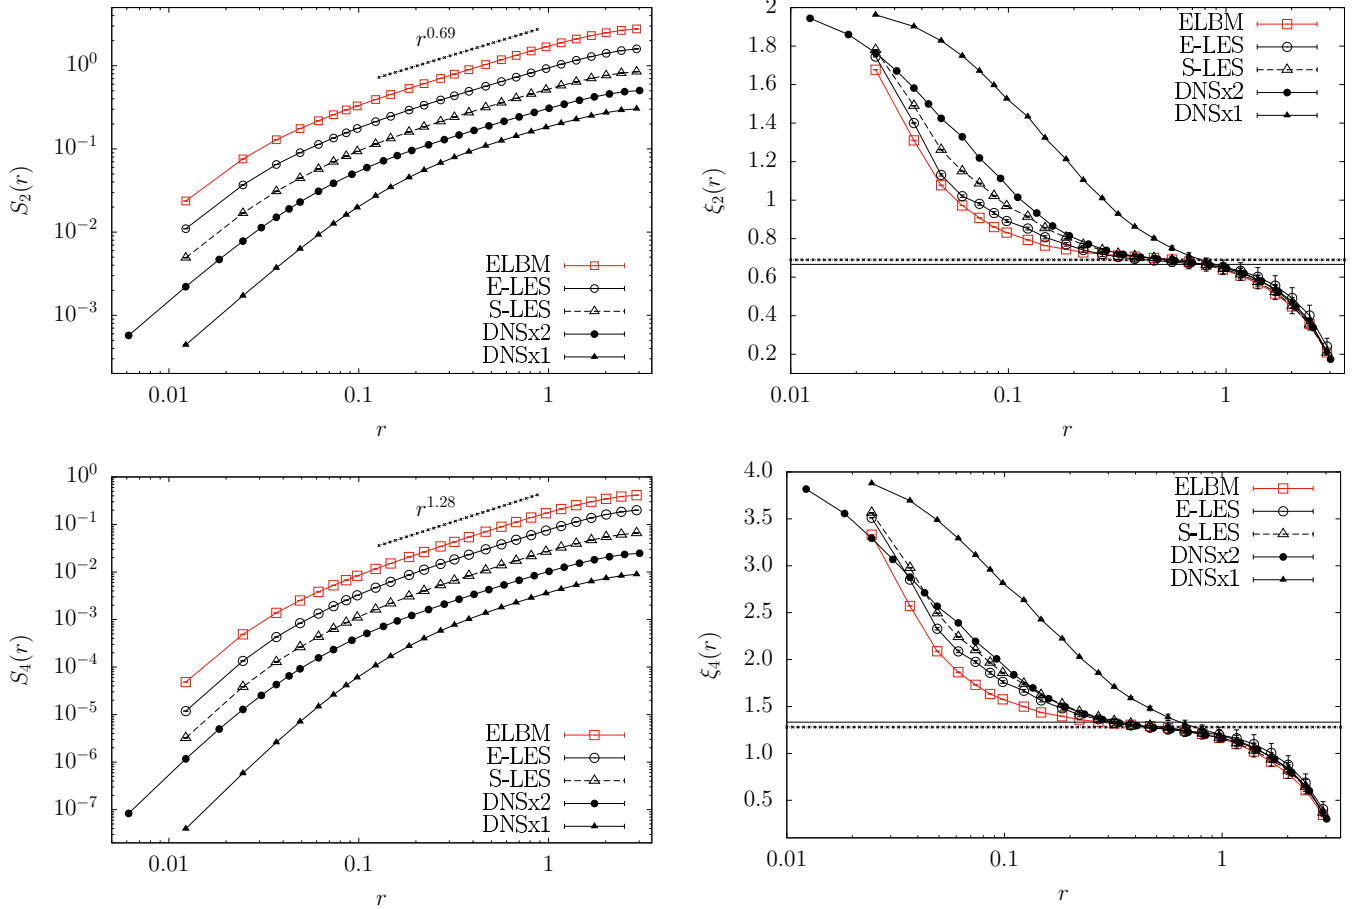 10^0
10^-1
10^-2
10^-3
S_2(r)
r^0.69
ELBM
E-LES
S-LES
DNSx2
DNSx1
0.01 0.1 1
r
2
1.8
1.6
1.4
1.2
1
0.8
0.6
0.4
0.2
ξ_2(r)
ELBM
E-LES
S-LES
DNSx2
DNSx1
0.01 0.1 1
r
10^0
10^-1
10^-2
10^-3
10^-4
10^-5
10^-6
10^-7
S_4(r)
r^1.28
ELBM
E-LES
S-LES
DNSx2
DNSx1
0.01 0.1 1
r
4.0
3.5
3.0
2.5
2.0
1.5
1.0
0.5
ξ_4(r)
ELBM
E-LES
S-LES
DNSx2
DNSx1
0.01 0.1 1
r